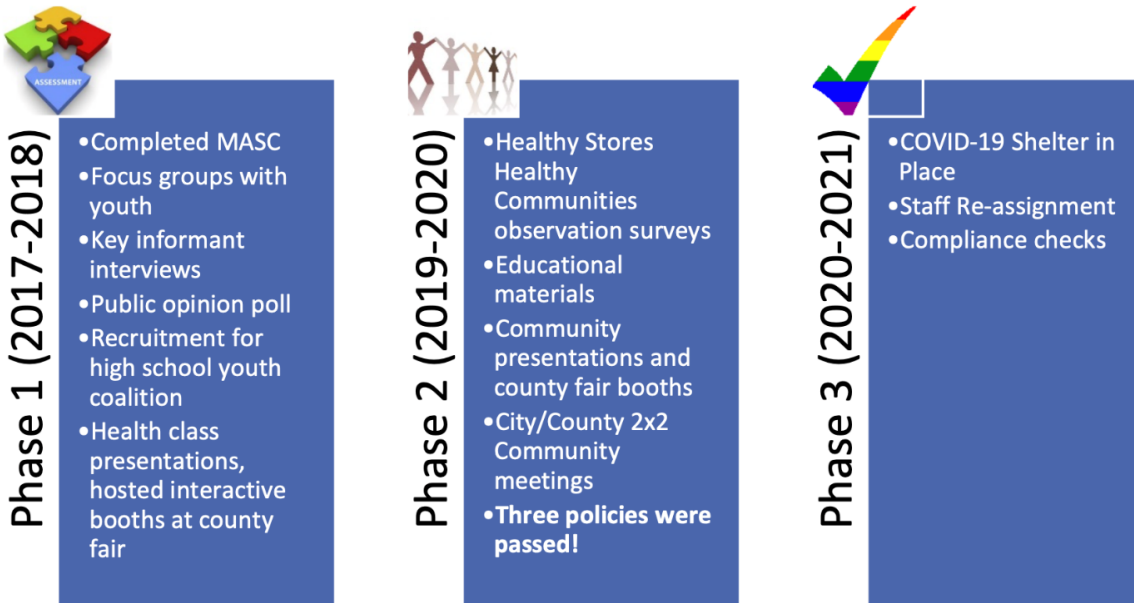 ASSESSMENT
Phase 1 (2017-2018)
•Completed MASC
•Focus groups with
youth
•Key informant
interviews
•Public opinion poll
•Recruitment for
high school youth
coalition
•Health class
presentations,
hosted interactive
booths at county
fair
Phase 2 (2019-2020)
•Healthy Stores
Healthy
Communities
observation surveys
•Educational
materials
•Community
presentations and
county fair booths
•City/County 2x2
Community
meetings
•Three policies were
passed!
Phase 3 (2020-2021)
•COVID-19 Shelter in
Place
•Staff Re-assignment
•Compliance checks